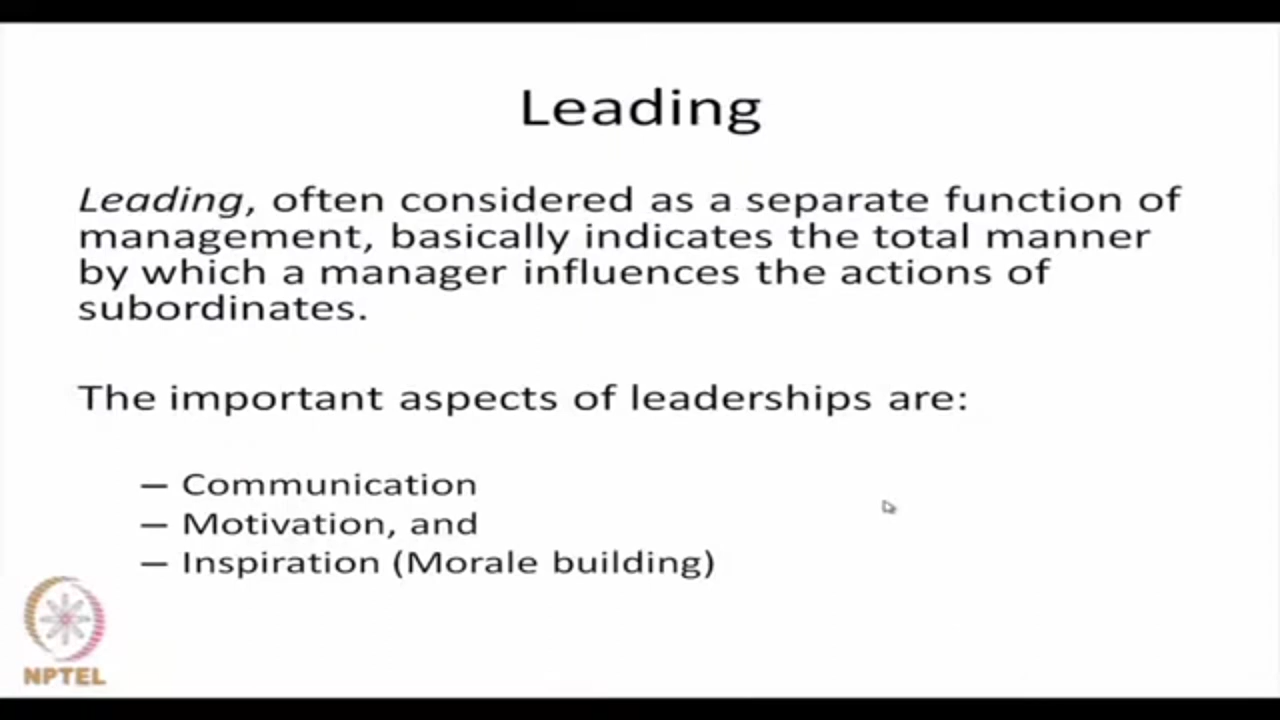 Leading
Leading, often considered as a separate function of
management, basically indicates the total manner
by which a manager influences the actions of
subordinates.
The important aspects of leaderships are:
— Communication
— Motivation, and
— Inspiration (Morale building)
NPTEL